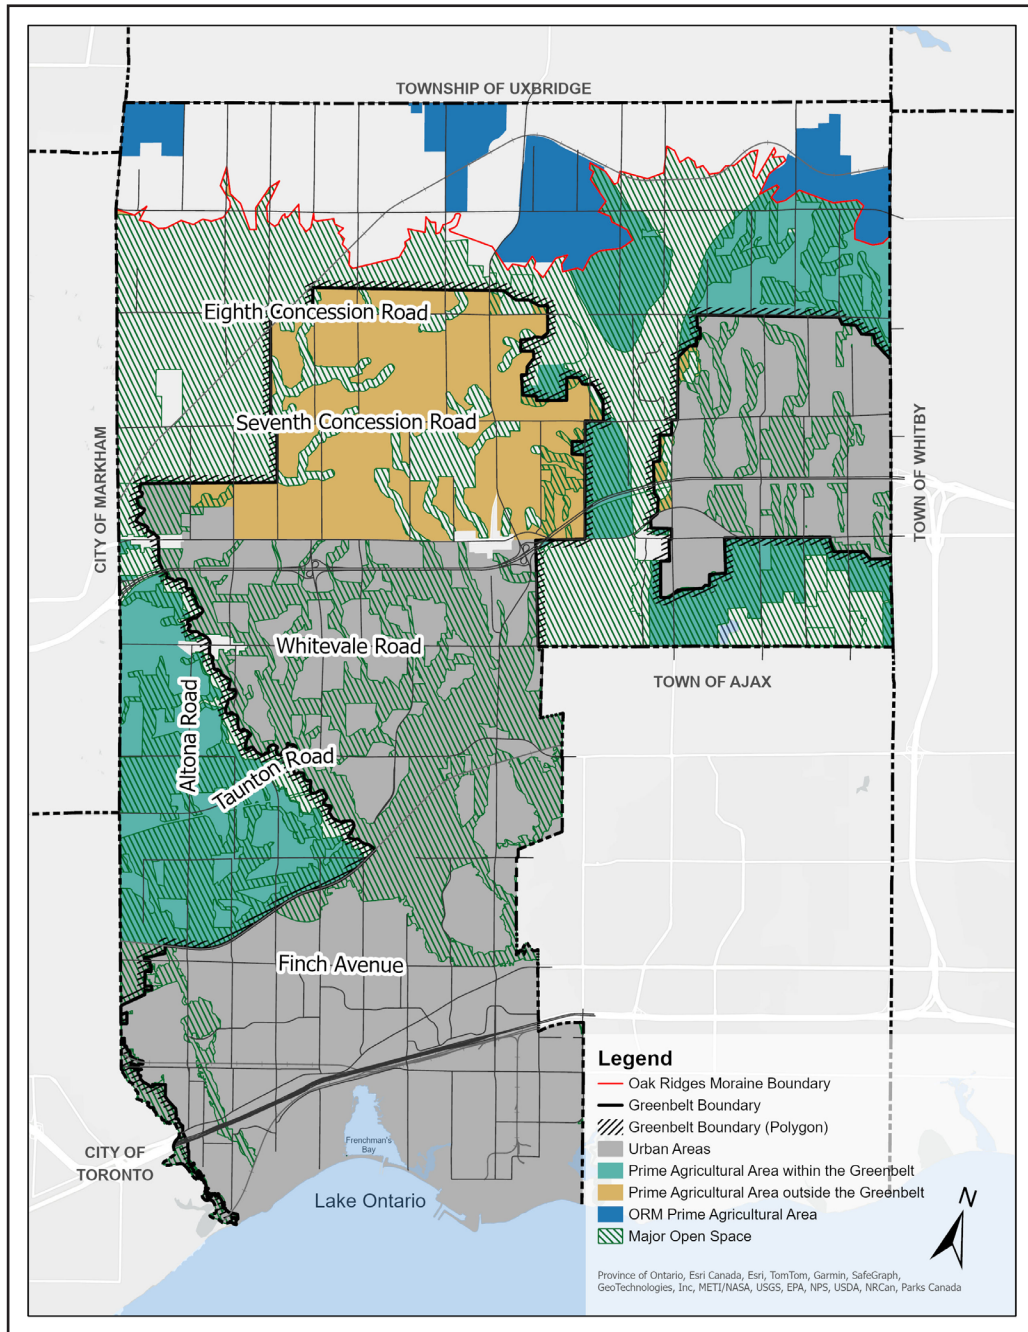 TOWNSHIP OF UXBRIDGE
Eighth Concession Road
Seventh Concession Road
CITY OF MARKHAM
TOWN OF WHITBY
Whitevale Road
TOWN OF AJAX
Altona Road
Taunton Road
Finch Avenue
CITY OF
TORONTO
Frenchman's
Bay
Lake Ontario
Legend
Oak Ridges Moraine Boundary
Greenbelt Boundary
Greenbelt Boundary (Polygon)
Urban Areas
Prime Agricultural Area within the Greenbelt
Prime Agricultural Area outside the Greenbelt
ORM Prime Agricultural Area
Major Open Space
N
Province of Ontario, Esri Canada, Esri, TomTom, Garmin, SafeGraph,
GeoTechnologies, Inc, METI/NASA, USGS, EPA, NPS, USDA, NRCan, Parks Canada